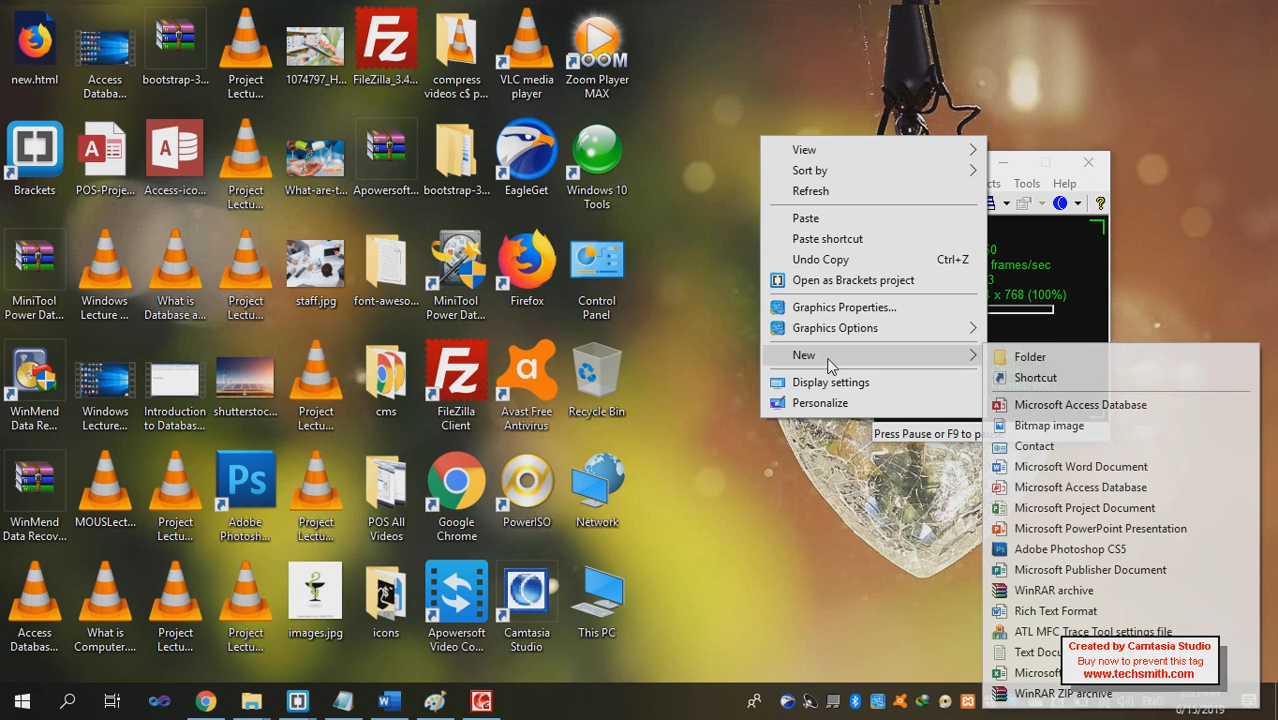 new.html
Access
Databa...
bootstrap-3...
Project
Lectu...
1074797_H...
FileZilla_3.4...
compress
videos c$ p...
VLC media
player
Zoom Player
MAX
Brackets
POS-Proje...
Access-ico...
Project
Lectu...
What-are-t...
Apowersoft...
bootstrap-3...
EagleGet
Windows 10
Tools
MiniTool
Power Dat...
Windows
Lecture ...
What is
Database a...
Project
Lectu...
staff.jpg
font-aweso...
MiniTool
Power Dat...
Firefox
Control
Panel
WinMend
Data Re...
Windows
Lecture...
Introduction
to Databas...
shutterstoc...
Project
Lectu...
cms
FileZilla
Client
Avast Free
Antivirus
Recycle Bin
WinMend
Data Recov...
MOUSLect...
Project
Lectu...
Adobe
Photosh...
Project
Lectu...
POS All
Videos
Google
Chrome
PowerISO
Network
Access
Databas...
What is
Computer....
Project
Lectu...
Project
Lectu...
images.jpg
icons
Apowersoft
Video Co...
Camtasia
Studio
This PC
View
Sort by
Refresh
Paste
Paste shortcut
Undo Copy Ctrl+Z
Open as Brackets project
Graphics Properties...
Graphics Options
New
Display settings
Personalize
cts Tools Help
50
frames/sec
3
x 768 (100%)
Press Pause or F9 to pause
Folder
Shortcut
Microsoft Access Database
Bitmap image
Contact
Microsoft Word Document
Microsoft Access Database
Microsoft Project Document
Microsoft PowerPoint Presentation
Adobe Photoshop CS5
Microsoft Publisher Document
WinRAR archive
Rich Text Format
ATL MFC Trace Tool settings file
Text Docu
Microsof
WinRAR ZIP archive
Created by Camtasia Studio
Buy now to prevent this tag
www.techsmith.com
6/15/2019